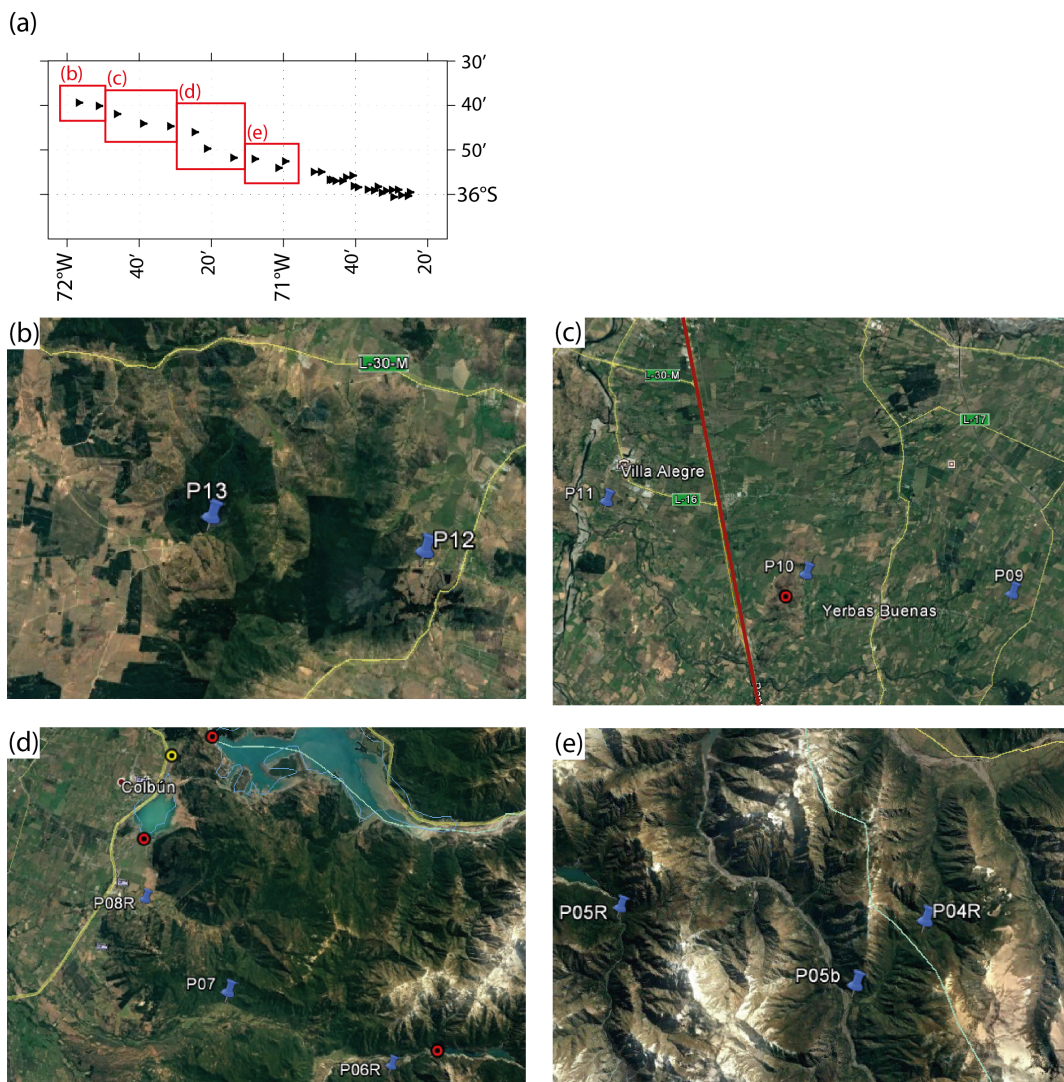 (a)
(b)
(c)
(d)
(e)
30'
40'
50'
36°S
72°W
40'
20'
71°W
40'
20'
(b)
L-30-M
P13
P12
(c)
L-30-M
L-17
Villa Alegre
P11
L-16
P10
P09
Yerbas Buenas
(d)
Colbún
P08R
P07
P06R
(e)
P05R
P04R
P05b